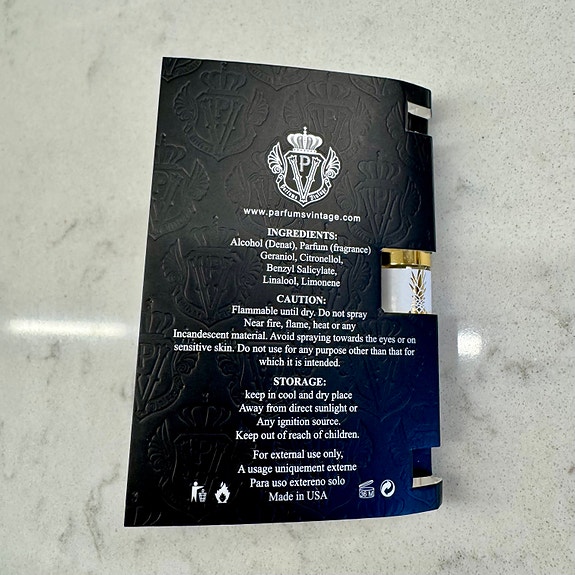 P
V
Parfums Vintage
www.parfumsvintage.com
INGREDIENTS:
Alcohol (Denat), Parfum (fragrance)
Geraniol, Citronellol,
Benzyl Salicylate,
Linalool, Limonene
CAUTION:
Flammable until dry. Do not spray
Near fire, flame, heat or any
Incandescent material. Avoid spraying towards the eyes or on
sensitive skin. Do not use for any purpose other than that for
which it is intended.
STORAGE:
keep in cool and dry place
Away from direct sunlight or
Any ignition source.
Keep out of reach of children.
For external use only,
A usage uniquement externe
Para uso extereno solo
Made in USA
36 M